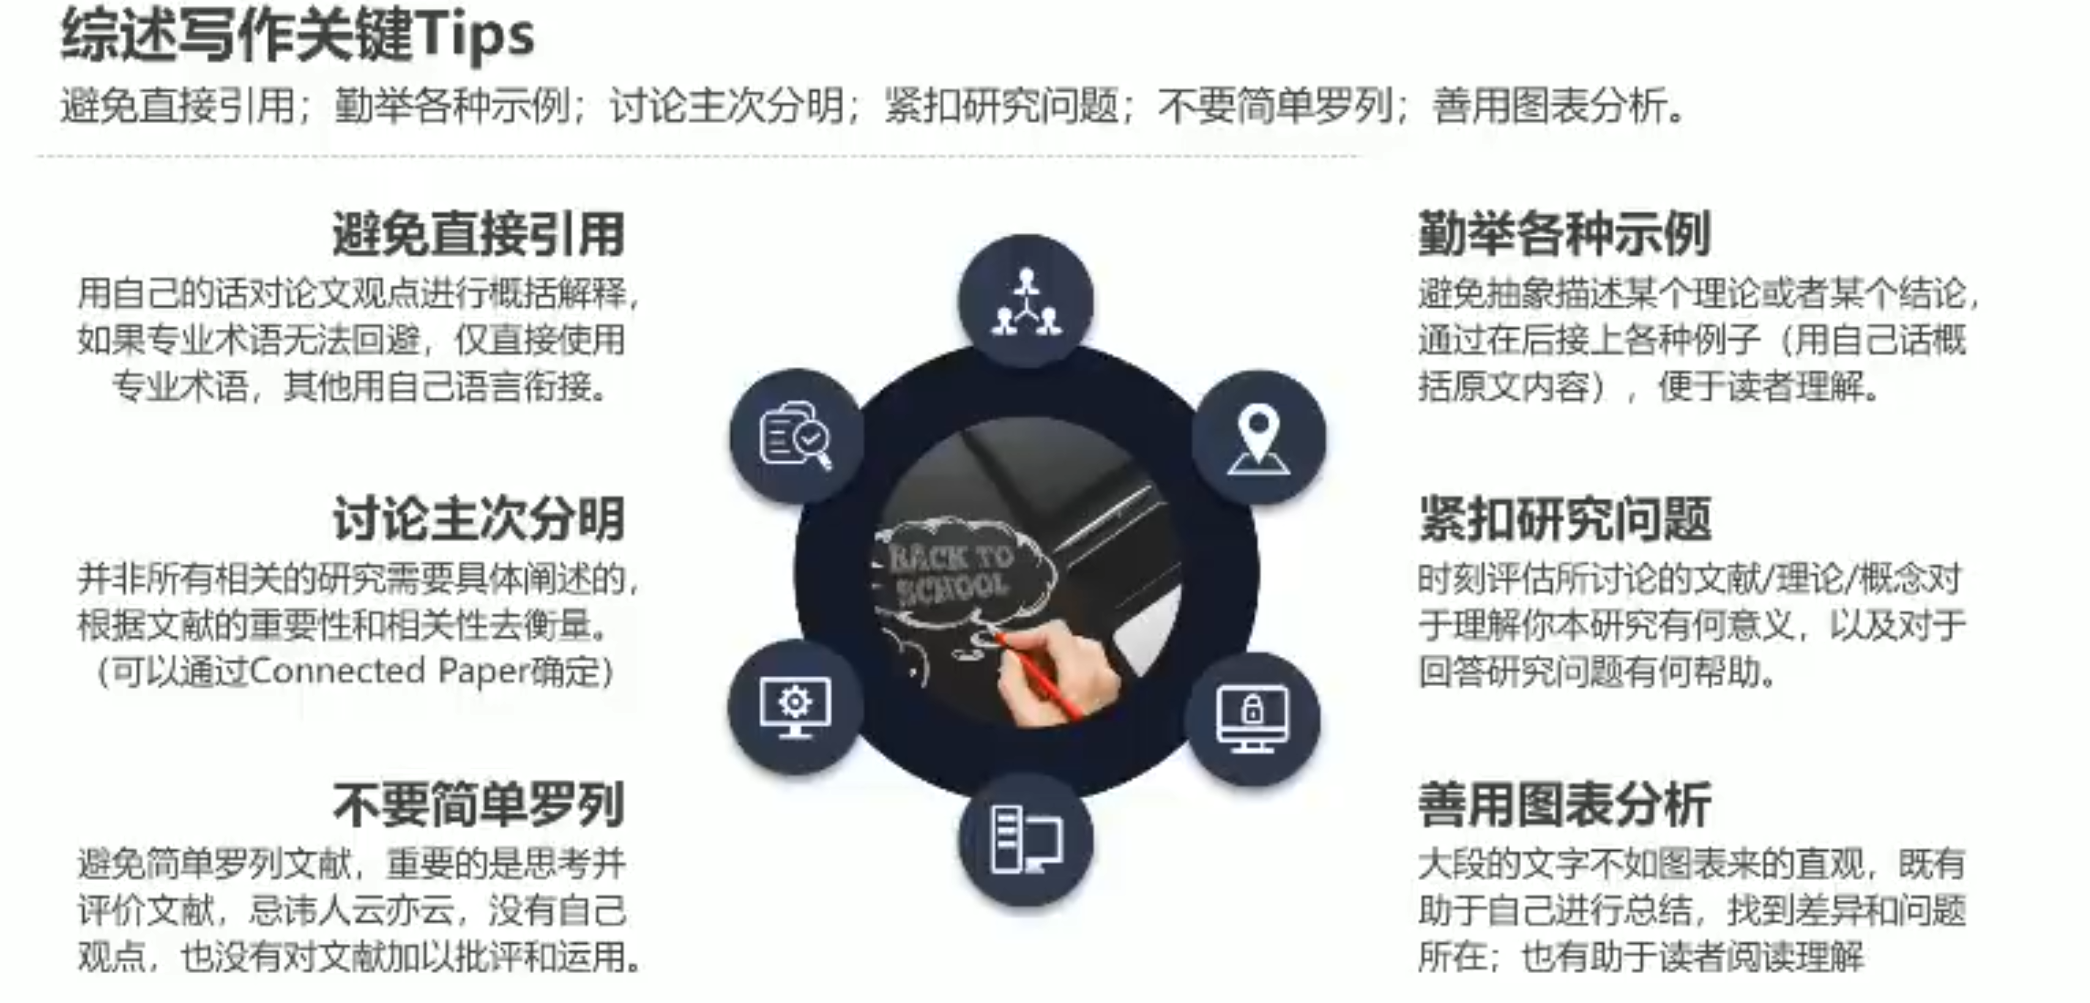 综述写作关键Tips
避免直接引用；勤举各种示例；讨论主次分明；紧扣研究问题；不要简单罗列；善用图表分析。
避免直接引用
用自己的话对论文观点进行概括解释，
如果专业术语无法回避，仅直接使用
专业术语，其他用自己语言衔接。
讨论主次分明
并非所有相关的研究需要具体阐述的，
根据文献的重要性和相关性去衡量。
（可以通过Connected Paper确定）
不要简单罗列
避免简单罗列文献，重要的是思考并
评价文献，忌讳人云亦云，没有自己
观点，也没有对文献加以批评和运用。
BACK TO
SCHOOL
勤举各种示例
避免抽象描述某个理论或者某个结论，
通过在后接上各种例子（用自己话概
括原文内容），便于读者理解。
紧扣研究问题
时刻评估所讨论的文献/理论/概念对
于理解你本研究有何意义，以及对于
回答研究问题有何帮助。
善用图表分析
大段的文字不如图表来的直观，既有
助于自己进行总结，找到差异和问题
所在；也有助于读者阅读理解